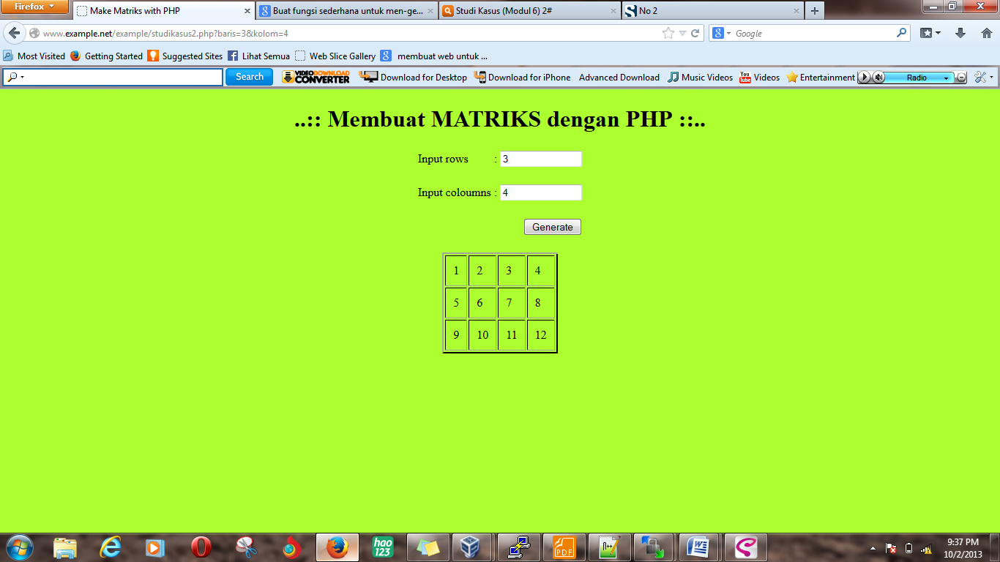 Firefox
Make Matriks with PHP
Buat fungsi sederhana untuk men-ge...
Studi Kasus (Modul 6) 2#
No 2
www.example.net/example/studikasus2.php?baris=3&kolom=4
Google
Most Visited Getting Started Suggested Sites Lihat Semua Web Slice Gallery membuat web untuk ...
Search VIDEO DOWNLOAD CONVERTER Download for Desktop Download for iPhone Advanced Download Music Videos You Tube Videos Entertainment Radio
..:: Membuat MATRIKS dengan PHP ::..
Input rows : 3
Input coloumns : 4
Generate
1 2 3 4
5 6 7 8
9 10 11 12
hao 123
PDF
N++
W
9:37 PM
10/2/2013